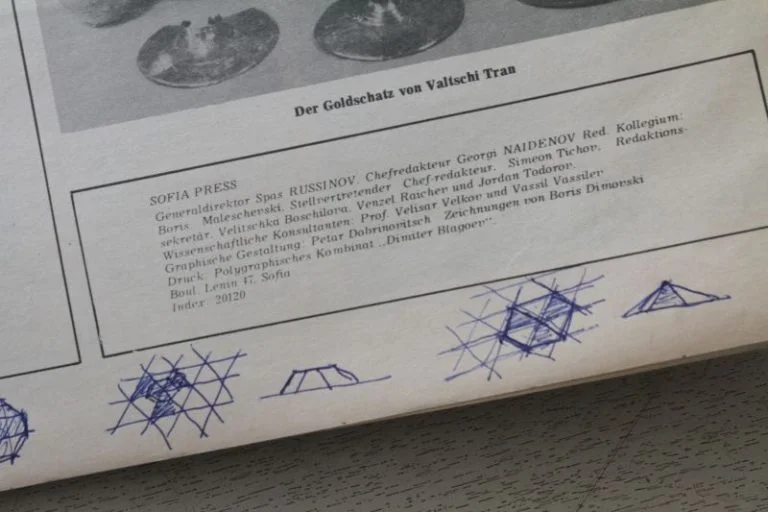 Der Goldschatz von Valtschi Tran
SOFIA PRESS
Generaldirektor Spas RUSSINOV, Chefredakteur Georgi NAIDENOV Red. Kollegium:
Boris Maleschevski, Stellvertretender Chef-redakteur, Simeon Tichov, Redaktions-
sekretär, Velitschka Boschilova, Venzel Raicher und Jordan Todorov.
Wissenschaftliche Konsultanten: Prof. Velisar Velkov und Vassil Vassilev
Graphische Gestaltung: Petar Dobrinovitsch Zeichnungen von Boris Dimovski
Druck: Polygraphisches Kombinat „Dimiter Blagoev“.
Boul. Lenin 47, Sofia
Index 20120